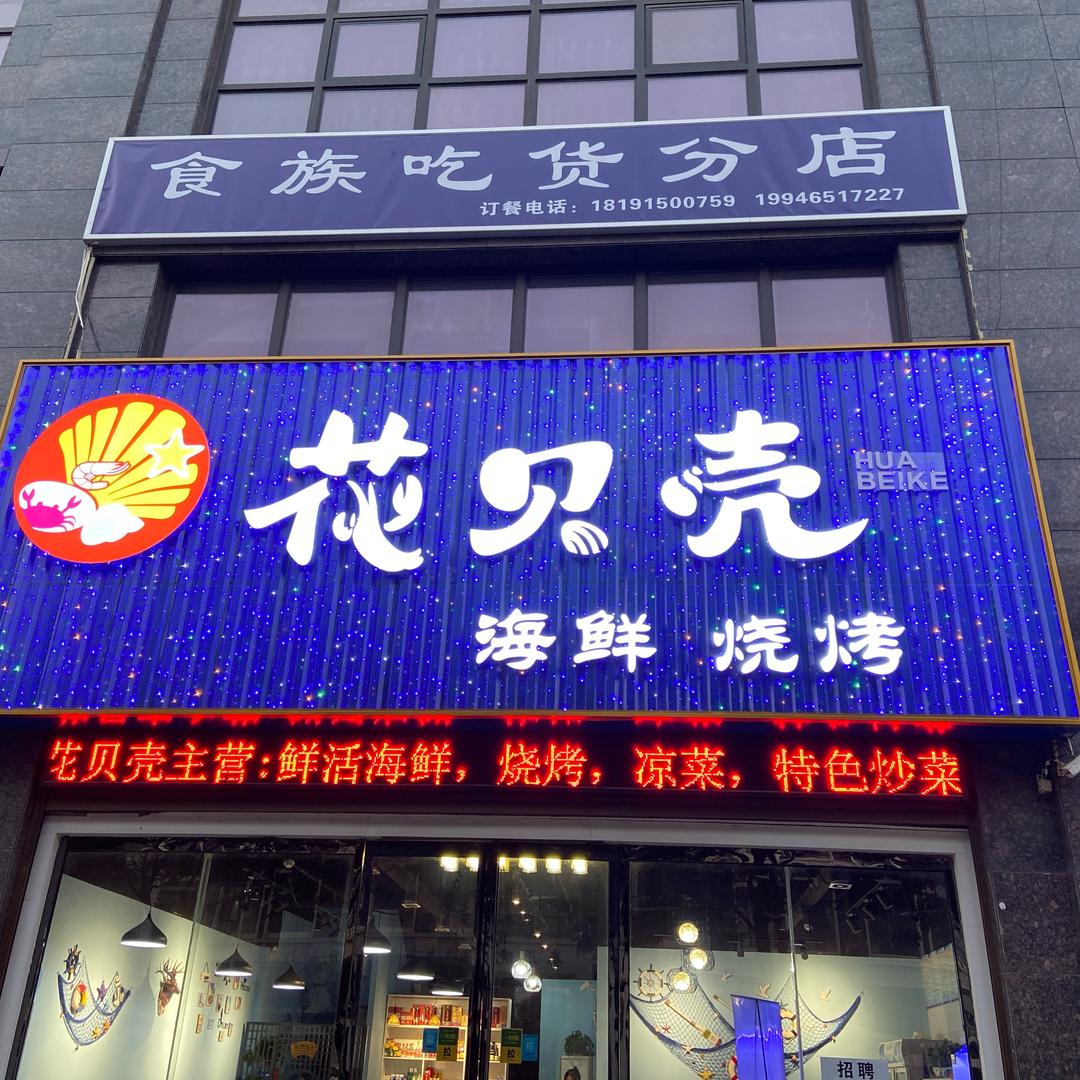 食族吃货分店
订餐电话：18191500759 19946517227
花贝壳
HUA
BEIKE
海鲜 烧烤
花贝壳主营:鲜活海鲜，烧烤，凉菜，特色炒菜
招聘